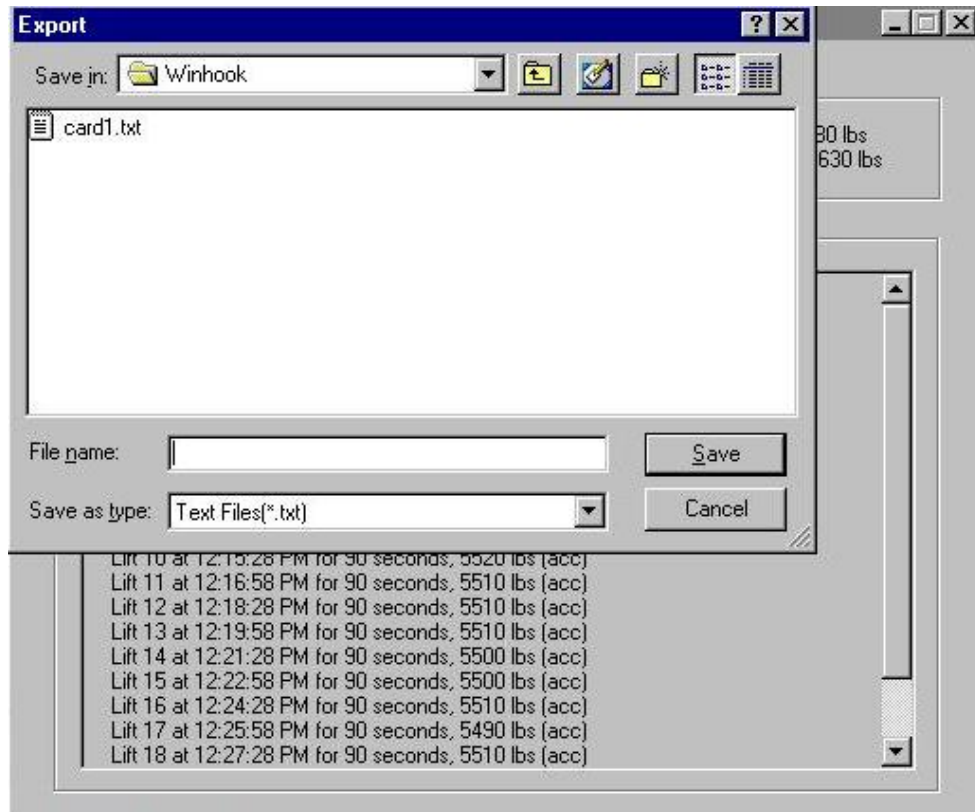 Export
Save in: Winhook
card1.txt
80 lbs
630 lbs
File name:
Save
Save as type: Text Files(*.txt)
Cancel
Lift 10 at 12:15:28 PM for 90 seconds, 5520 lbs (acc)
Lift 11 at 12:16:58 PM for 90 seconds, 5510 lbs (acc)
Lift 12 at 12:18:28 PM for 90 seconds, 5510 lbs (acc)
Lift 13 at 12:19:58 PM for 90 seconds, 5510 lbs (acc)
Lift 14 at 12:21:28 PM for 90 seconds, 5500 lbs (acc)
Lift 15 at 12:22:58 PM for 90 seconds, 5500 lbs (acc)
Lift 16 at 12:24:28 PM for 90 seconds, 5510 lbs (acc)
Lift 17 at 12:25:58 PM for 90 seconds, 5490 lbs (acc)
Lift 18 at 12:27:28 PM for 90 seconds, 5510 lbs (acc)